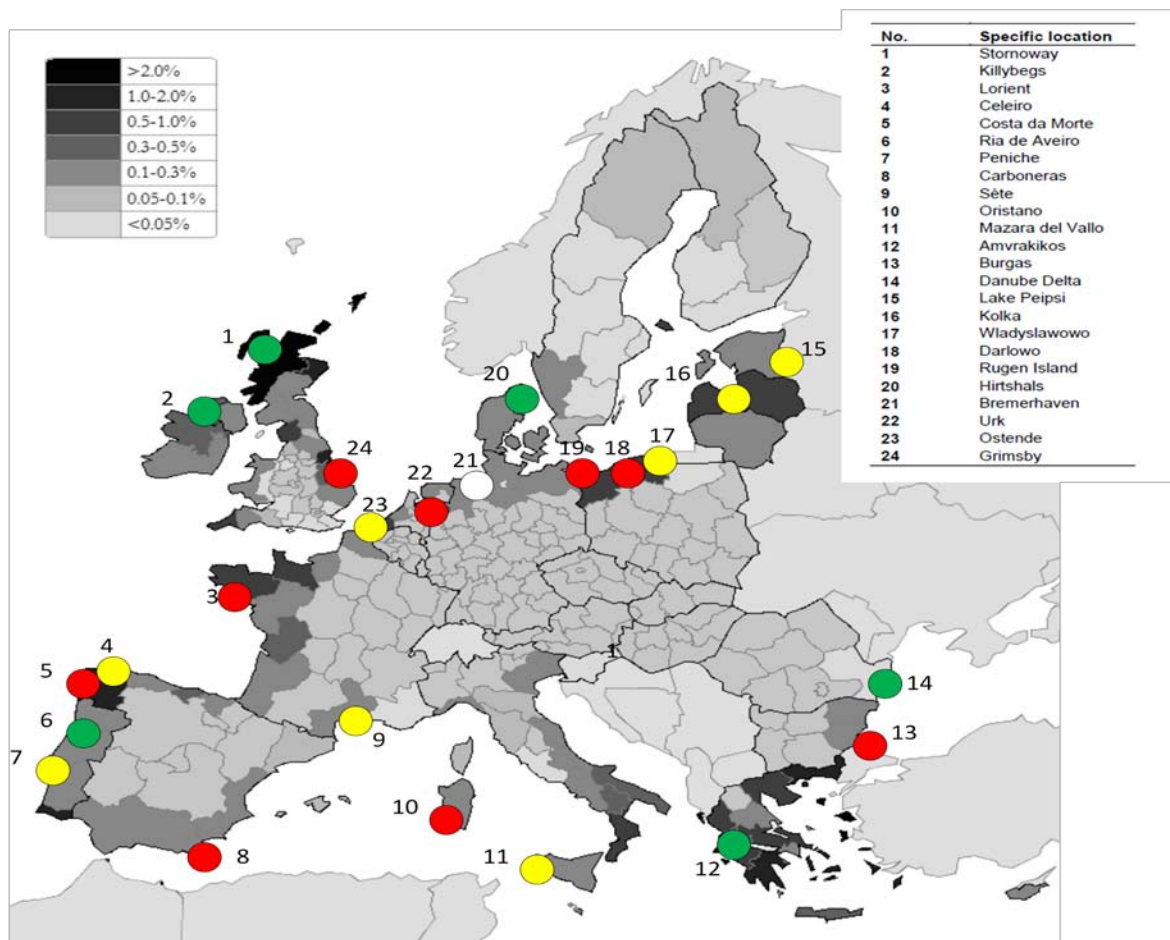 No. Specific location
1 Stornoway
2 Killybegs
3 Lorient
4 Celeiro
5 Costa da Morte
6 Ria de Aveiro
7 Peniche
8 Carboneras
9 Sète
10 Oristano
11 Mazara del Vallo
12 Amvrakikos
13 Burgas
14 Danube Delta
15 Lake Peipsi
16 Kolka
17 Wladyslawowo
18 Darlowo
19 Rugen Island
20 Hirtshals
21 Bremerhaven
22 Urk
23 Ostende
24 Grimsby
>2.0%
1.0-2.0%
0.5-1.0%
0.3-0.5%
0.1-0.3%
0.05-0.1%
<0.05%
1
15
20
16
2
24
22
21
19
18
17
23
3
4
1
5
14
6
9
13
7
10
8
11
12